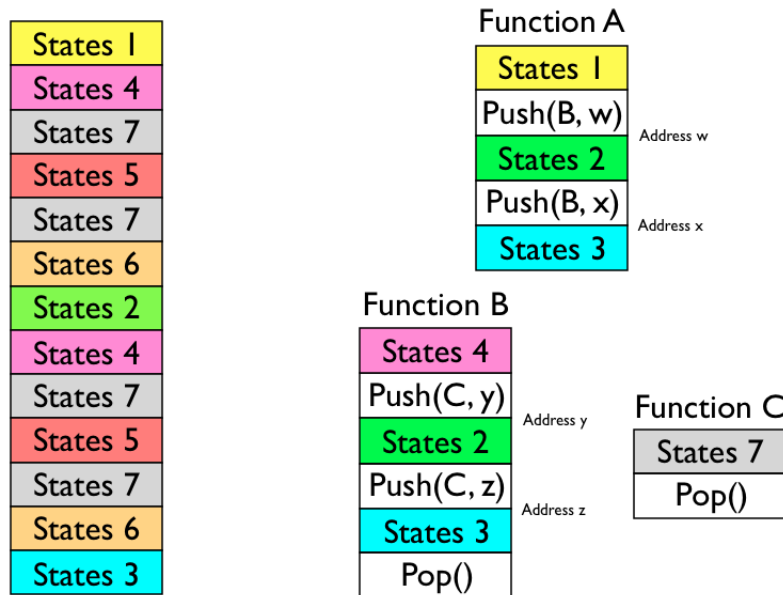 States 1
States 4
States 7
States 5
States 7
States 6
States 2
States 4
States 7
States 5
States 7
States 6
States 3
Function A
States 1
Push(B, w)
Address w
States 2
Push(B, x)
Address x
States 3
Function B
States 4
Push(C, y)
Address y
States 2
Push(C, z)
Address z
States 3
Pop()
Function C
States 7
Pop()